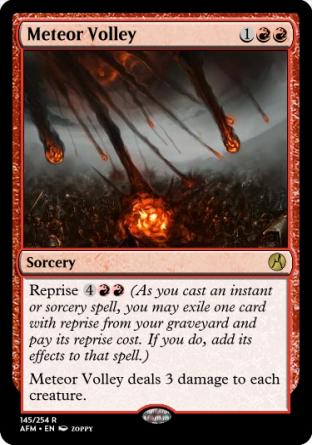 Meteor Volley 1
Sorcery
Reprise 4 (As you cast an instant
or sorcery spell, you may exile one card
with reprise from your graveyard and
pay its reprise cost. If you do, add its
effects to that spell.)
Meteor Volley deals 3 damage to each
creature.
145/254 R
AFM • EN ZOPPY